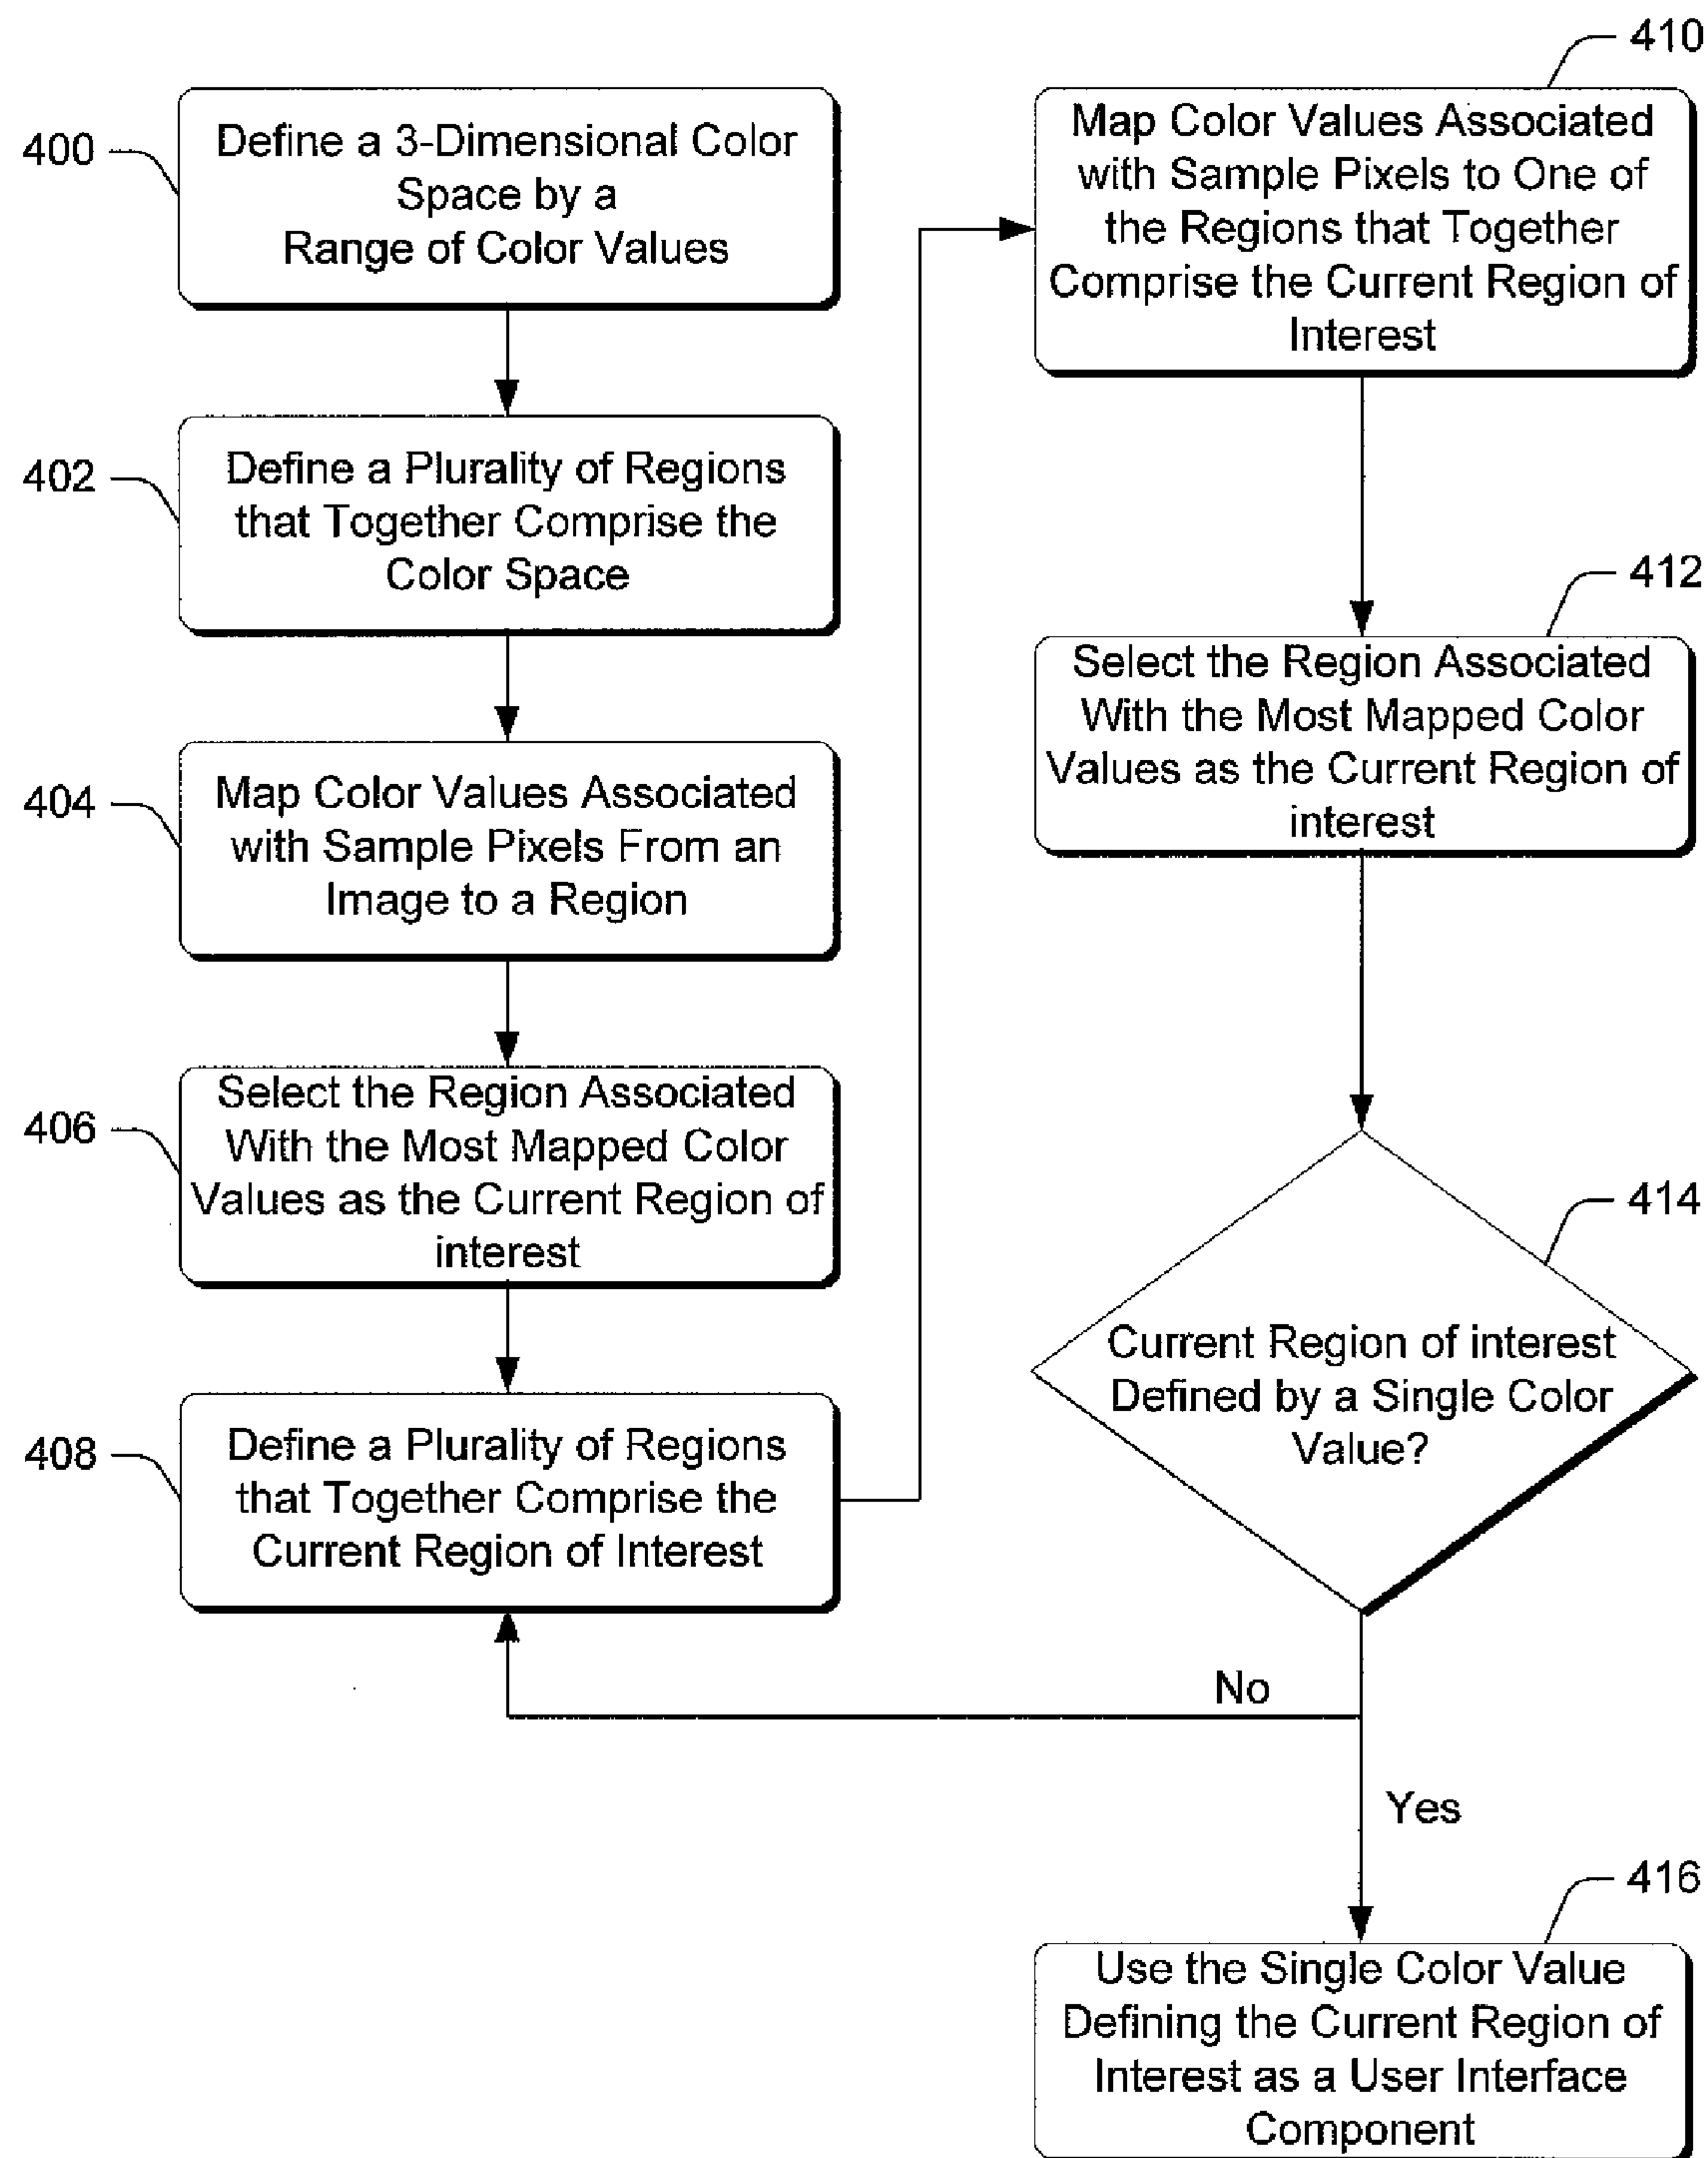 400
Define a 3-Dimensional Color
Space by a
Range of Color Values
402
Define a Plurality of Regions
that Together Comprise the
Color Space
404
Map Color Values Associated
with Sample Pixels From an
Image to a Region
406
Select the Region Associated
With the Most Mapped Color
Values as the Current Region of
interest
408
Define a Plurality of Regions
that Together Comprise the
Current Region of Interest
410
Map Color Values Associated
with Sample Pixels to One of
the Regions that Together
Comprise the Current Region of
Interest
412
Select the Region Associated
With the Most Mapped Color
Values as the Current Region of
interest
414
Current Region of interest
Defined by a Single Color
Value?
No
Yes
416
Use the Single Color Value
Defining the Current Region of
Interest as a User Interface
Component